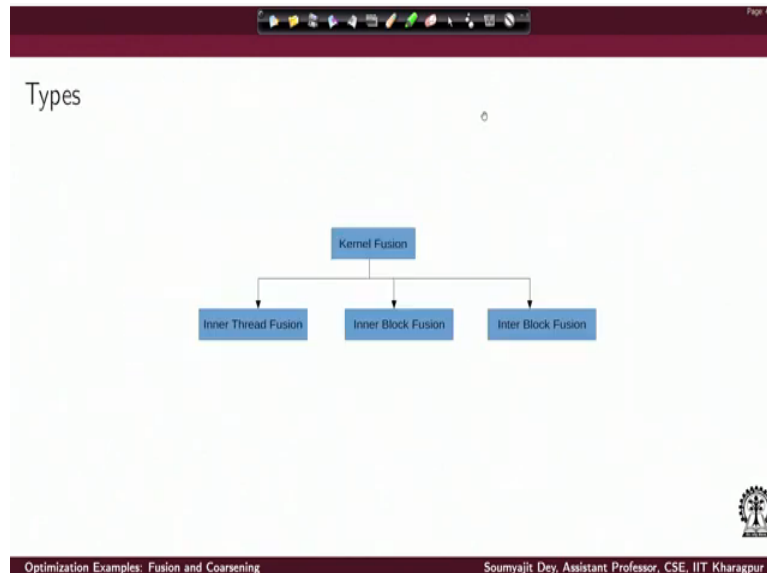 Page:
Types
Kernel Fusion
Inner Thread Fusion
Inner Block Fusion
Inter Block Fusion
Optimization Examples: Fusion and Coarsening
Soumyajit Dey, Assistant Professor, CSE, IIT Kharagpur